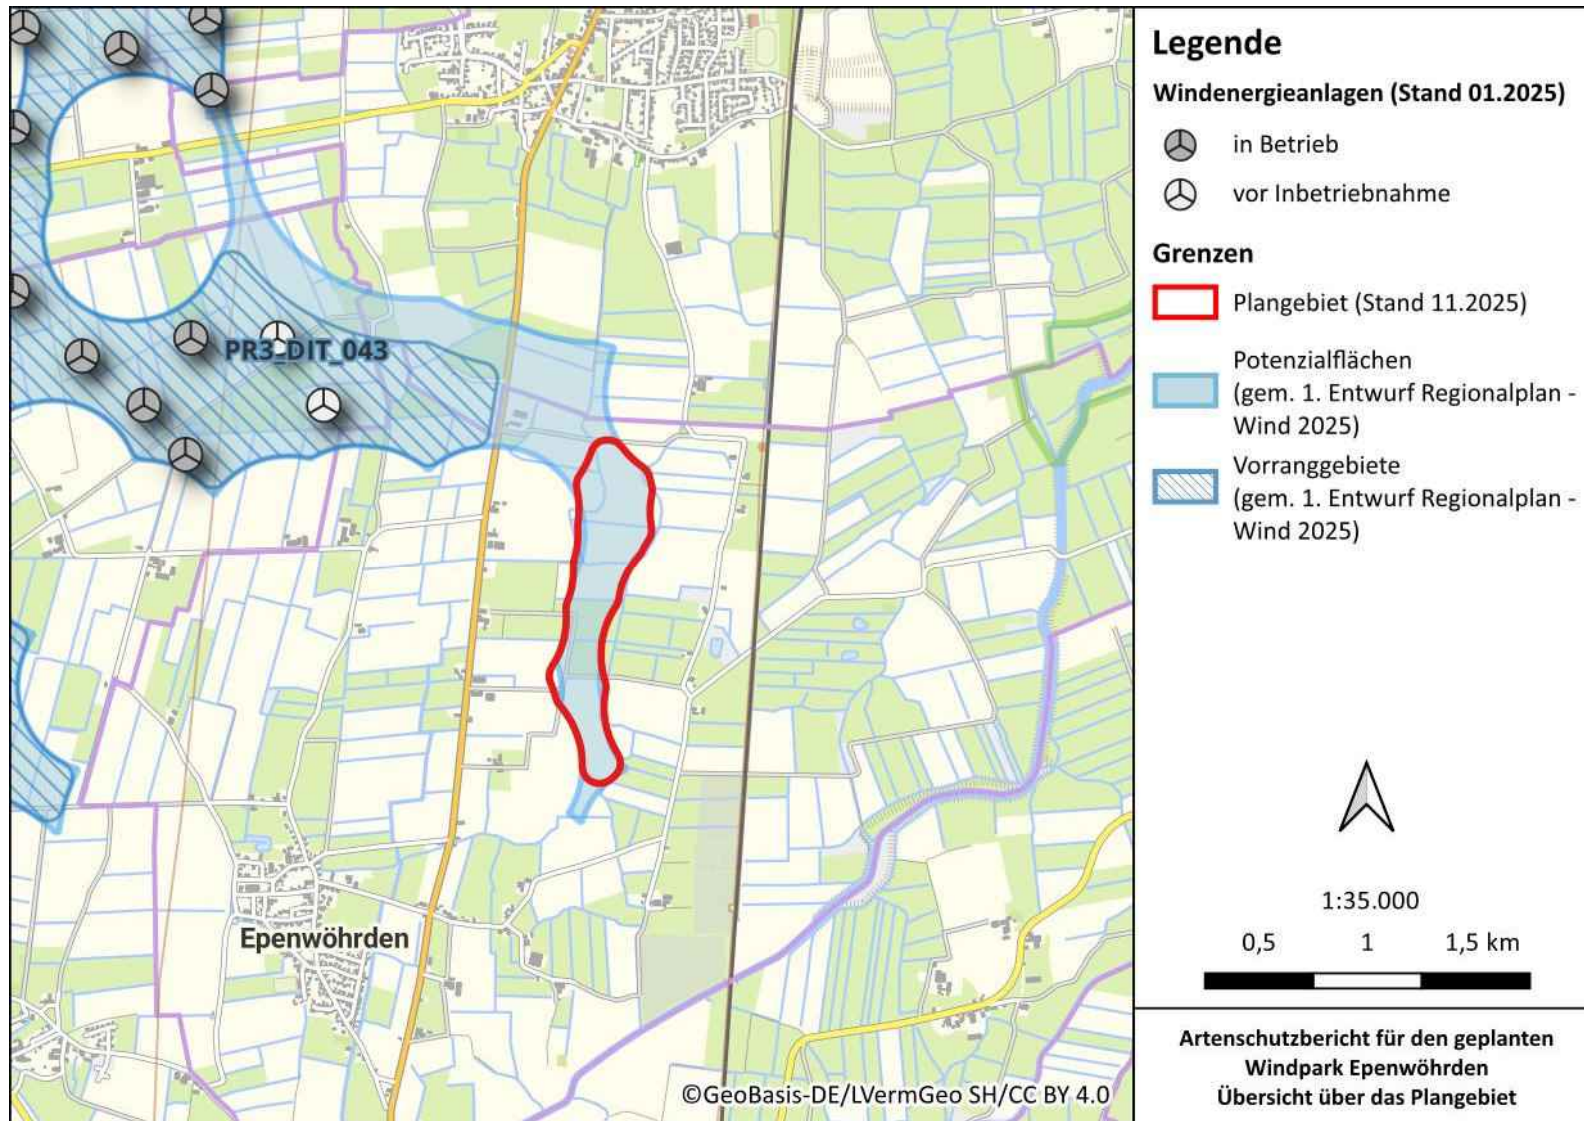 PR3_DIT_043
Epenwöhrden
©GeoBasis-DE/LVermGeo SH/CC BY 4.0
Legende
Windenergieanlagen (Stand 01.2025)
in Betrieb
vor Inbetriebnahme
Grenzen
Plangebiet (Stand 11.2025)
Potenzialflächen
(gem. 1. Entwurf Regionalplan -
Wind 2025)
Vorranggebiete
(gem. 1. Entwurf Regionalplan -
Wind 2025)
1:35.000
0,5 1 1,5 km
Artenschutzbericht für den geplanten
Windpark Epenwöhrden
Übersicht über das Plangebiet